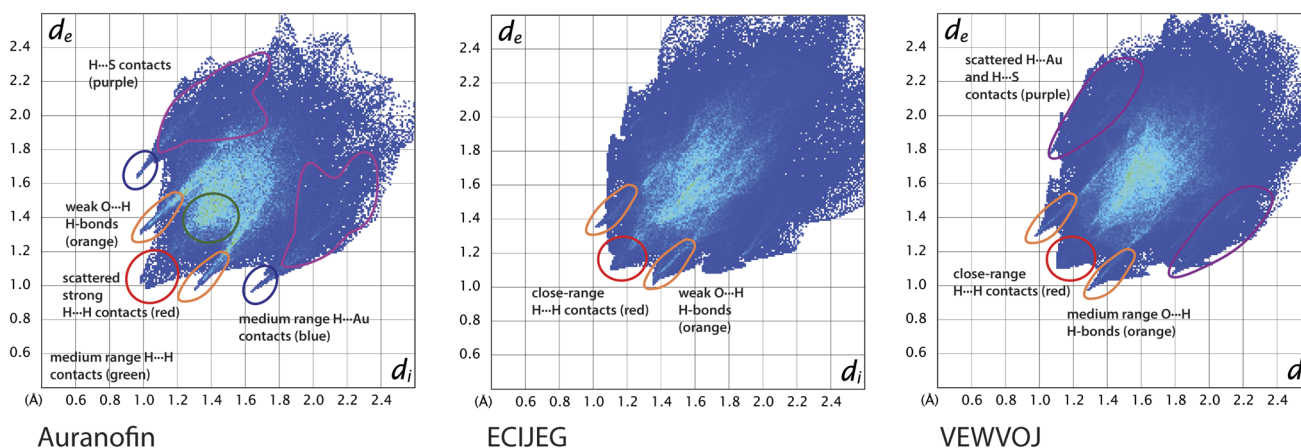 dₑ
2.4
2.2
2.0
1.8
1.6
1.4
1.2
1.0
0.8
0.6
H···S contacts
(purple)
weak O···H
H-bonds
(orange)
scattered
strong
H···H contacts (red)
medium range H···Au
contacts (blue)
medium range H···H
contacts (green)
dᵢ
(Å) 0.6 0.8 1.0 1.2 1.4 1.6 1.8 2.0 2.2 2.4
Auranofin
dₑ
2.4
2.2
2.0
1.8
1.6
1.4
1.2
1.0
0.8
0.6
close-range
H···H contacts (red)
weak O···H
H-bonds
(orange)
dᵢ
(Å) 0.6 0.8 1.0 1.2 1.4 1.6 1.8 2.0 2.2 2.4
ECIJEG
dₑ
2.4
2.2
2.0
1.8
1.6
1.4
1.2
1.0
0.8
0.6
scattered H···Au
and H···S
contacts (purple)
close-range
H···H contacts (red)
medium range O···H
H-bonds (orange)
d
(Å) 0.6 0.8 1.0 1.2 1.4 1.6 1.8 2.0 2.2 2.4
VEWVOJ